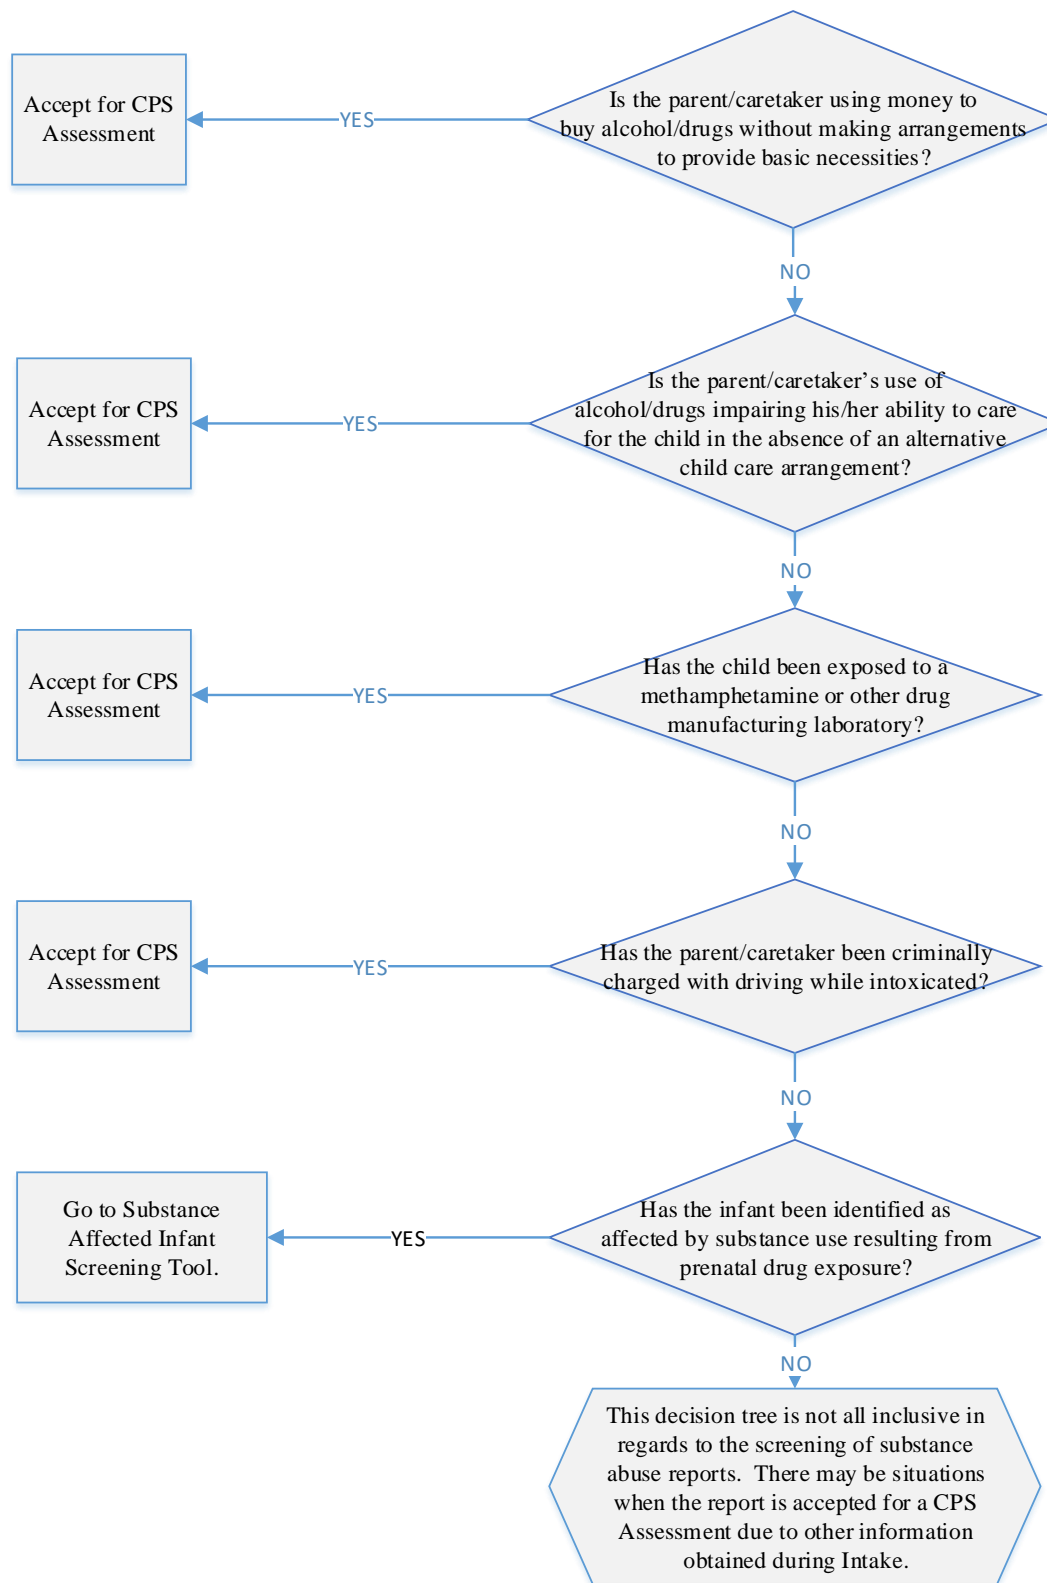 Is the parent/caretaker using money to
buy alcohol/drugs without making arrangements
to provide basic necessities?
YES
Accept for CPS
Assessment
NO
Is the parent/caretaker’s use of
alcohol/drugs impairing his/her ability to care
for the child in the absence of an alternative
child care arrangement?
YES
Accept for CPS
Assessment
NO
Has the child been exposed to a
methamphetamine or other drug
manufacturing laboratory?
YES
Accept for CPS
Assessment
NO
Has the parent/caretaker been criminally
charged with driving while intoxicated?
YES
Accept for CPS
Assessment
NO
Has the infant been identified as
affected by substance use resulting from
prenatal drug exposure?
YES
Go to Substance
Affected Infant
Screening Tool.
NO
This decision tree is not all inclusive in
regards to the screening of substance
abuse reports.  There may be situations
when the report is accepted for a CPS
Assessment due to other information
obtained during Intake.